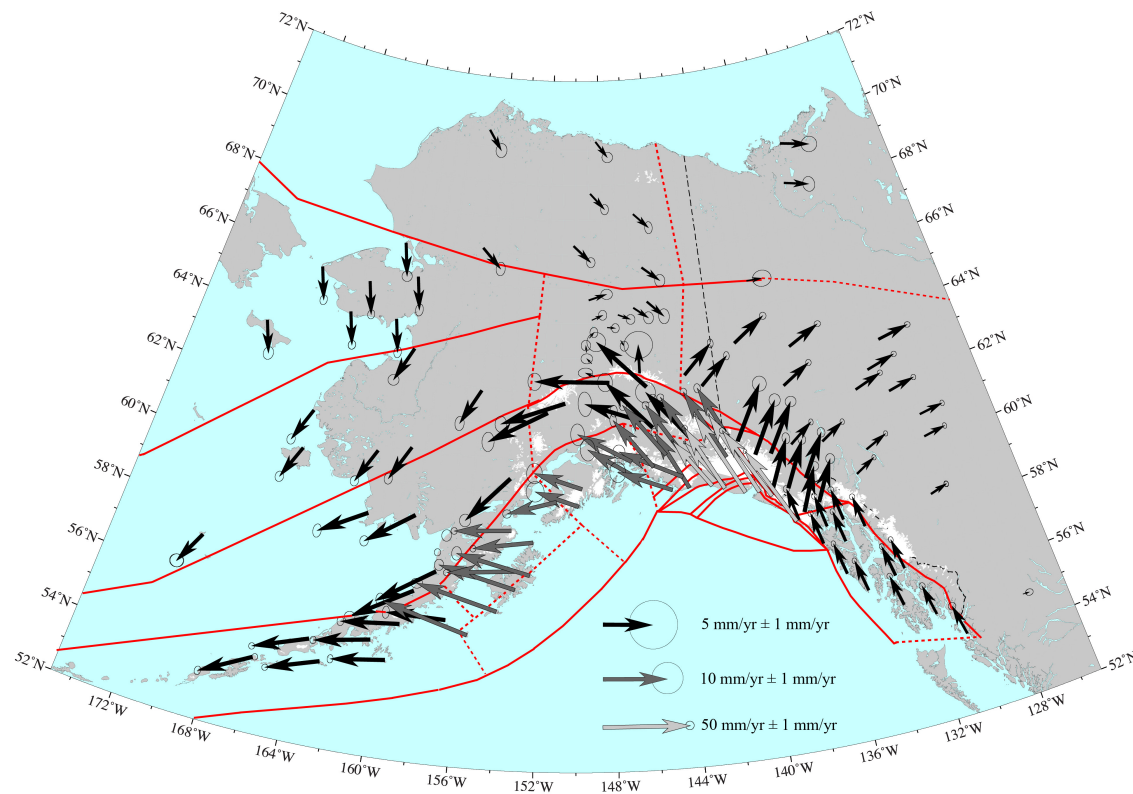 72˚N
72˚N
70˚N
70˚N
68˚N
68˚N
66˚N
66˚N
64˚N
64˚N
62˚N
62˚N
60˚N
60˚N
58˚N
58˚N
56˚N
56˚N
54˚N
54˚N
52˚N
52˚N
5 mm/yr ± 1 mm/yr
10 mm/yr ± 1 mm/yr
50 mm/yr ± 1 mm/yr
172˚W
168˚W
164˚W
160˚W
156˚W
152˚W
148˚W
144˚W
140˚W
136˚W
132˚W
128˚W